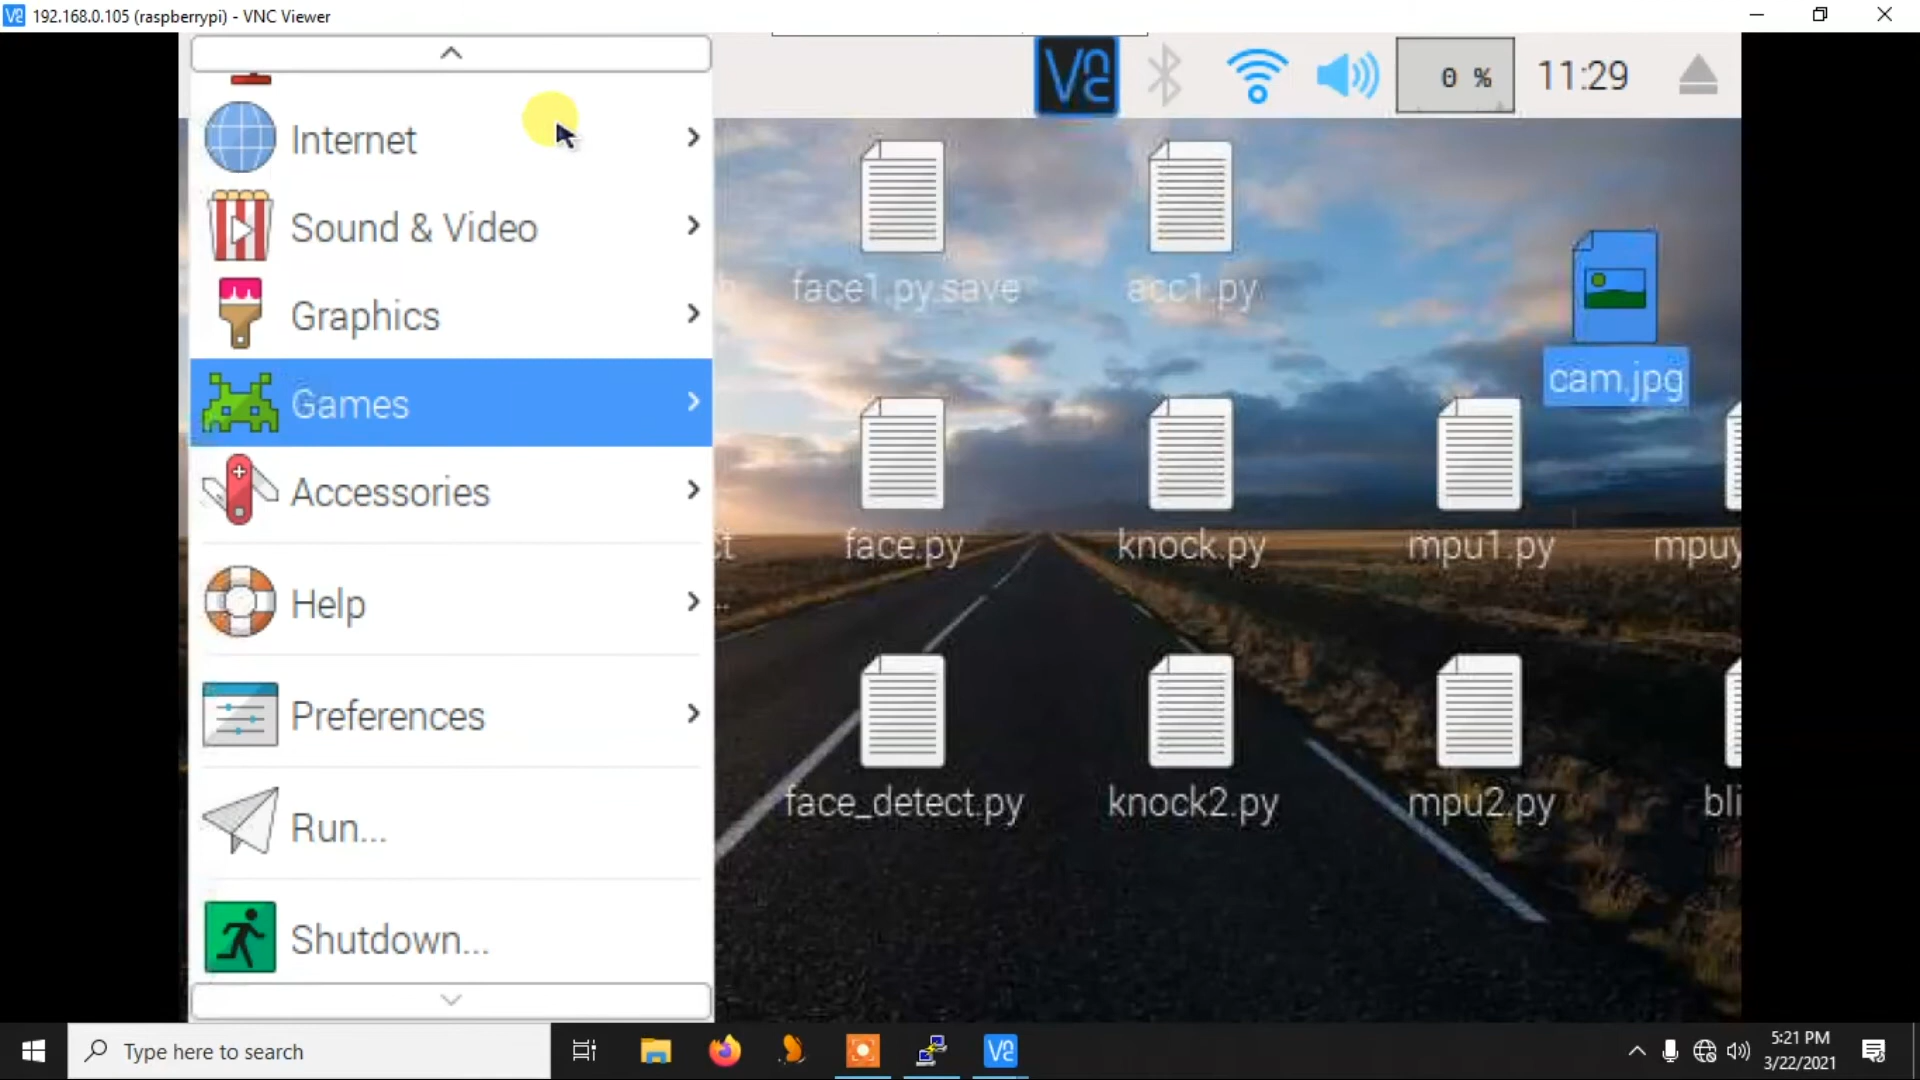 192.168.0.105 (raspberrypi) - VNC Viewer
0 %
11:29
Internet
Sound & Video
Graphics
Games
Accessories
Help
Preferences
Run...
Shutdown...
face1.py.save
acc1.py
cam.jpg
face.py
knock.py
mpu1.py
mpuy
face_detect.py
knock2.py
mpu2.py
bli
Type here to search
5:21 PM
3/22/2021